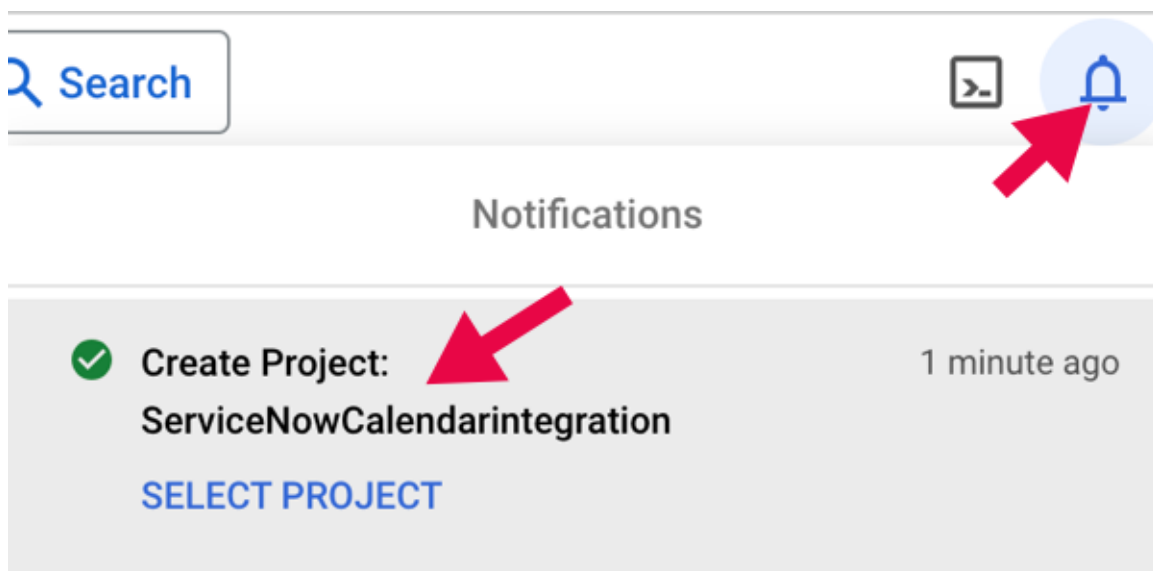 Search
Notifications
Create Project:
1 minute ago
ServiceNowCalendarintegration
SELECT PROJECT